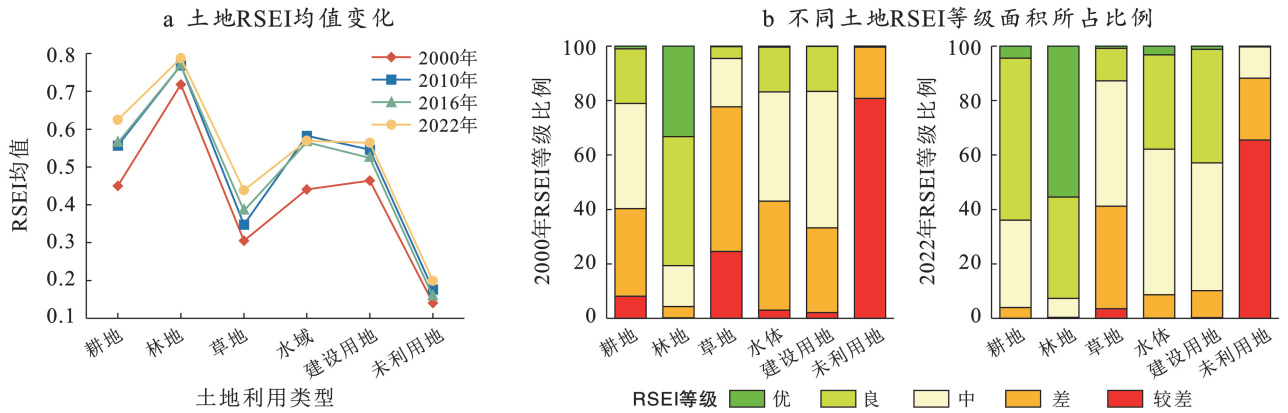 a 土地RSEI均值变化
RSEI均值
0.8
0.7
0.6
0.5
0.4
0.3
0.2
0.1
2000年
2010年
2016年
2022年
耕地
林地
草地
水域
建设用地
未利用地
土地利用类型
b 不同土地RSEI等级面积所占比例
2000年RSEI等级比例
100
80
60
40
20
0
耕地
林地
草地
水体
建设用地
未利用地
2022年RSEI等级比例
100
80
60
40
20
0
耕地
林地
草地
水体
建设用地
未利用地
RSEI等级 优 良 中 差 较差